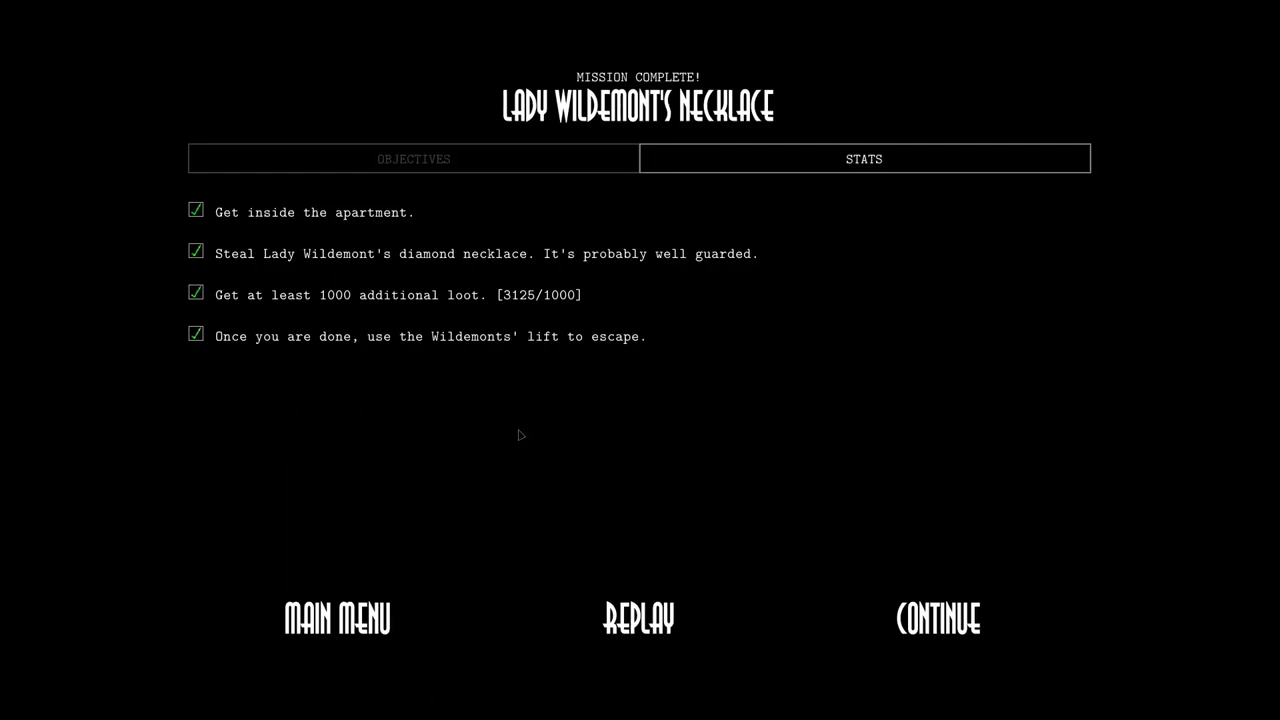 MISSION COMPLETE!
LADY WILDEMONT'S NECKLACE
OBJECTIVES
STATS
Get inside the apartment.
Steal Lady Wildemont's diamond necklace. It's probably well guarded.
Get at least 1000 additional loot. [3125/1000]
Once you are done, use the Wildemonts' lift to escape.
MAIN MENU
REPLAY
CONTINUE